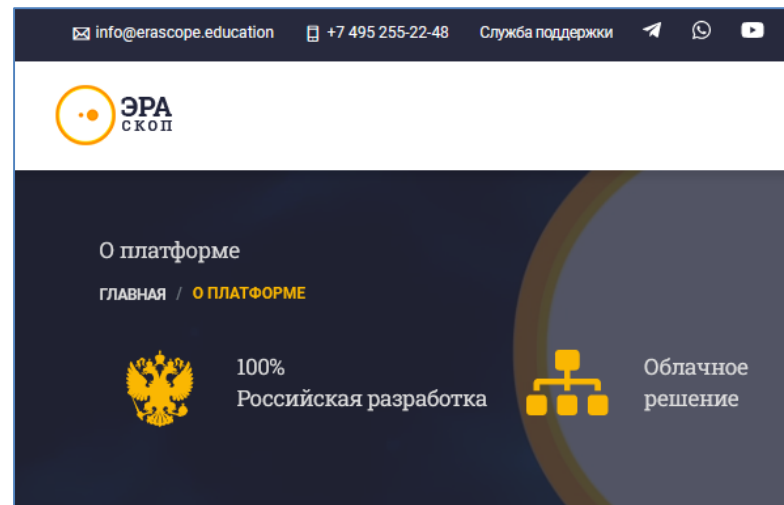 info@erascope.education +7 495 255-22-48 Служба поддержки
ЭРА
СКОП
О платформе
ГЛАВНАЯ / О ПЛАТФОРМЕ
100%
Российская разработка
Облачное
решение